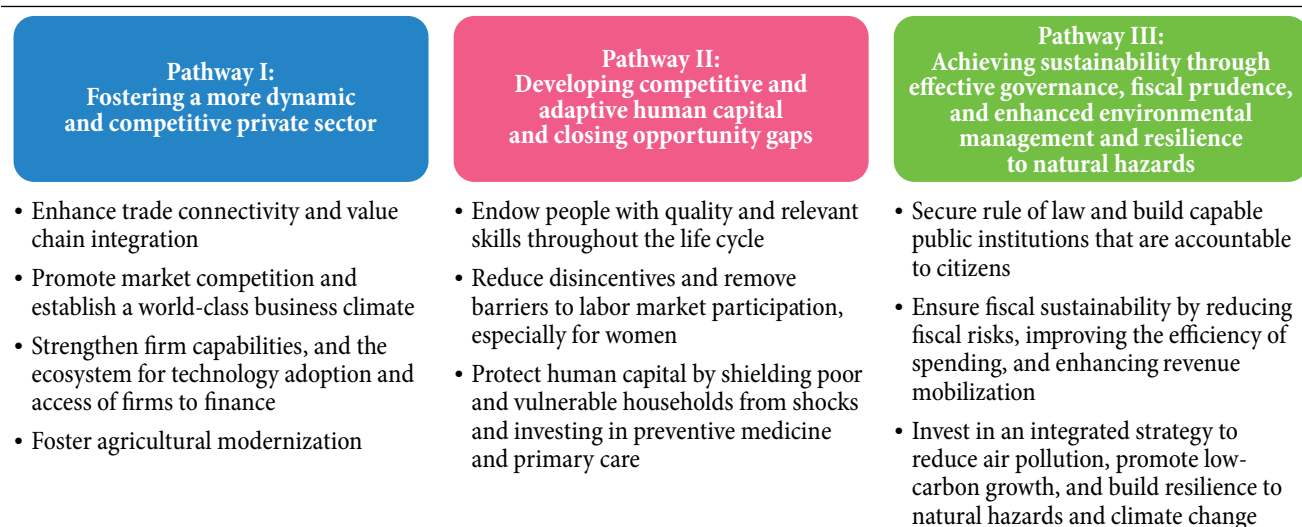 Pathway I:
Fostering a more dynamic
and competitive private sector
• Enhance trade connectivity and value
chain integration
• Promote market competition and
establish a world-class business climate
• Strengthen firm capabilities, and the
ecosystem for technology adoption and
access of firms to finance
• Foster agricultural modernization
Pathway II:
Developing competitive and
adaptive human capital
and closing opportunity gaps
• Endow people with quality and relevant
skills throughout the life cycle
• Reduce disincentives and remove
barriers to labor market participation,
especially for women
• Protect human capital by shielding poor
and vulnerable households from shocks
and investing in preventive medicine
and primary care
Pathway III:
Achieving sustainability through
effective governance, fiscal prudence,
and enhanced environmental
management and resilience
to natural hazards
• Secure rule of law and build capable
public institutions that are accountable
to citizens
• Ensure fiscal sustainability by reducing
fiscal risks, improving the efficiency of
spending, and enhancing revenue
mobilization
• Invest in an integrated strategy to
reduce air pollution, promote low-
carbon growth, and build resilience to
natural hazards and climate change